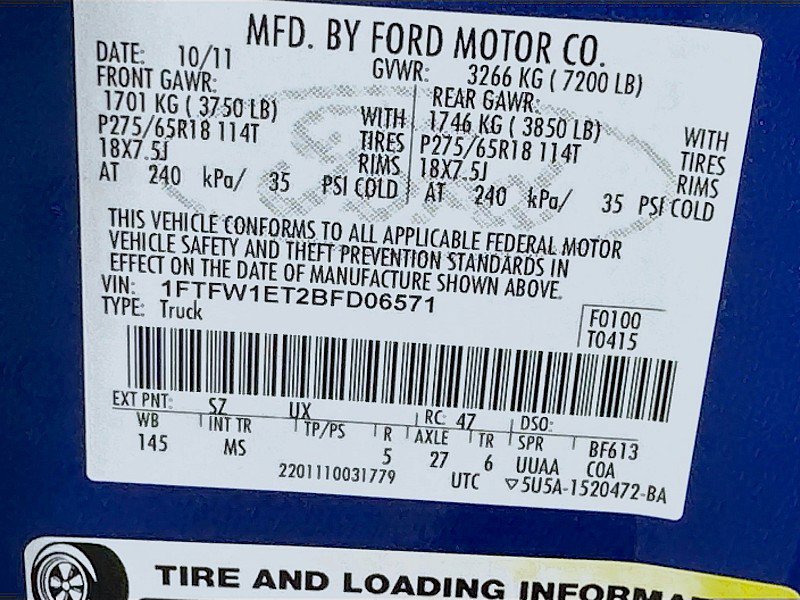 MFD. BY FORD MOTOR CO.
DATE: 10/11 GVWR: 3266 KG ( 7200 LB)
FRONT GAWR: REAR GAWR:
1701 KG ( 3750 LB) WITH 1746 KG ( 3850 LB) WITH
P275/65R18 114T TIRES P275/65R18 114T TIRES
18X7.5J RIMS 18X7.5J RIMS
AT 240 kPa/ 35 PSI COLD AT 240 kPa/ 35 PSI COLD
THIS VEHICLE CONFORMS TO ALL APPLICABLE FEDERAL MOTOR
VEHICLE SAFETY AND THEFT PREVENTION STANDARDS IN
EFFECT ON THE DATE OF MANUFACTURE SHOWN ABOVE.
VIN: 1FTFW1ET2BFD06571
TYPE: Truck F0100
T0415
EXT PNT: SZ UX RC: 47 DSO:
WB INT TR TP/PS R AXLE TR SPR BF613
145 MS 5 27 6 UUAA COA
2201110031779 UTC ▽5U5A-1520472-BA
TIRE AND LOADING